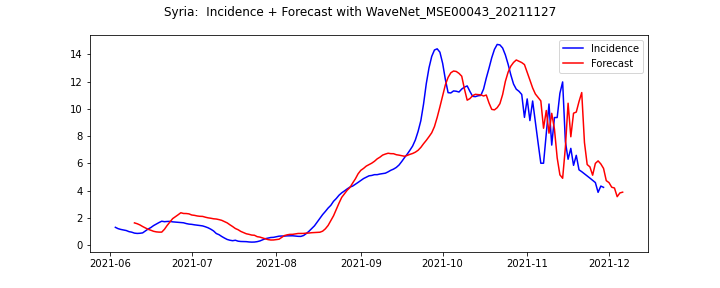 Syria:  Incidence + Forecast with WaveNet_MSE00043_20211127
Incidence
Forecast
14
12
10
8
6
4
2
0
2021-06 2021-07 2021-08 2021-09 2021-10 2021-11 2021-12